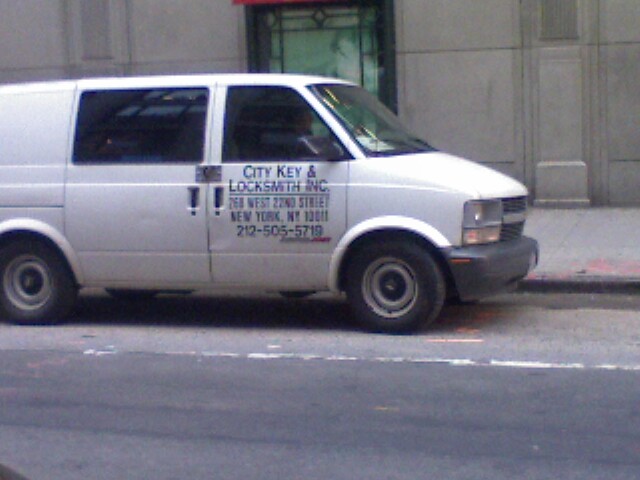 City Key &
Locksmith Inc.
268 WEST 22ND STREET
NEW YORK, NY 10011
212-505-5719